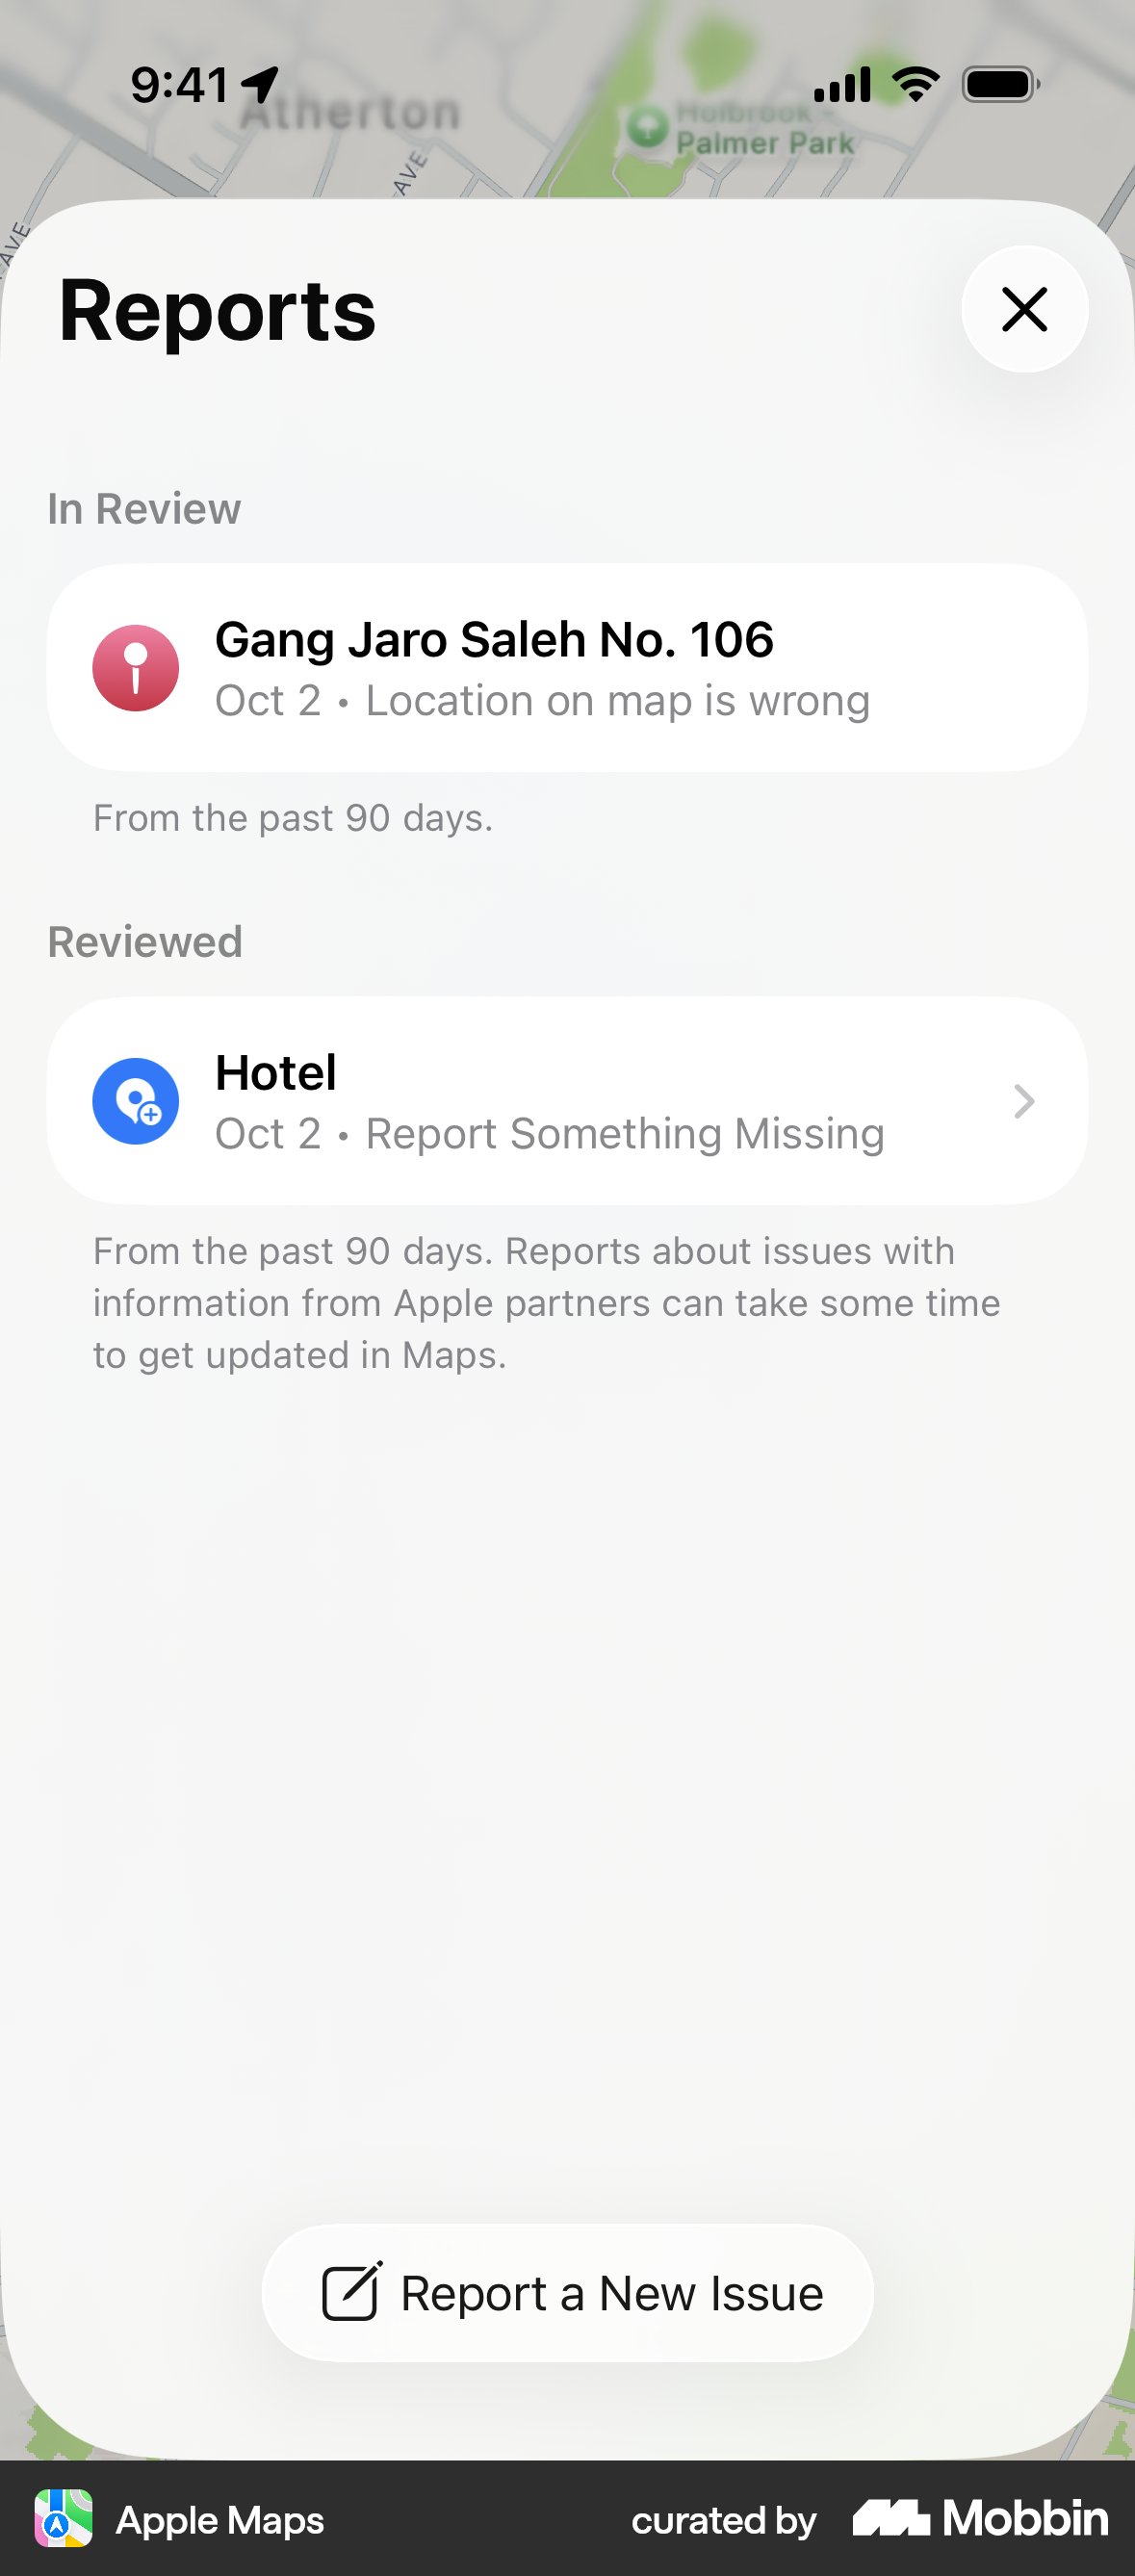 9:41
Atherton
Holbrook -
Palmer Park
AVE
AVE
Reports
In Review
Gang Jaro Saleh No. 106
Oct 2 • Location on map is wrong
From the past 90 days.
Reviewed
Hotel
Oct 2 • Report Something Missing
From the past 90 days. Reports about issues with
information from Apple partners can take some time
to get updated in Maps.
Report a New Issue
Apple Maps
curated by Mobbin